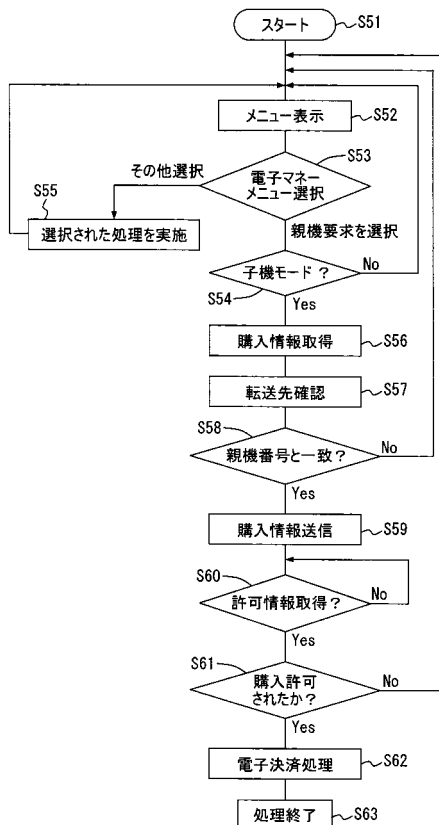 スタート
S51
メニュー表示
S52
S53
その他選択
電子マネー
メニュー選択
S55
選択された処理を実施
親機要求を選択
子機モード？
No
S54
Yes
購入情報取得
S56
転送先確認
S57
S58
親機番号と一致？
No
Yes
購入情報送信
S59
S60
許可情報取得？
No
Yes
S61
購入許可
されたか？
No
Yes
電子決済処理
S62
処理終了
S63